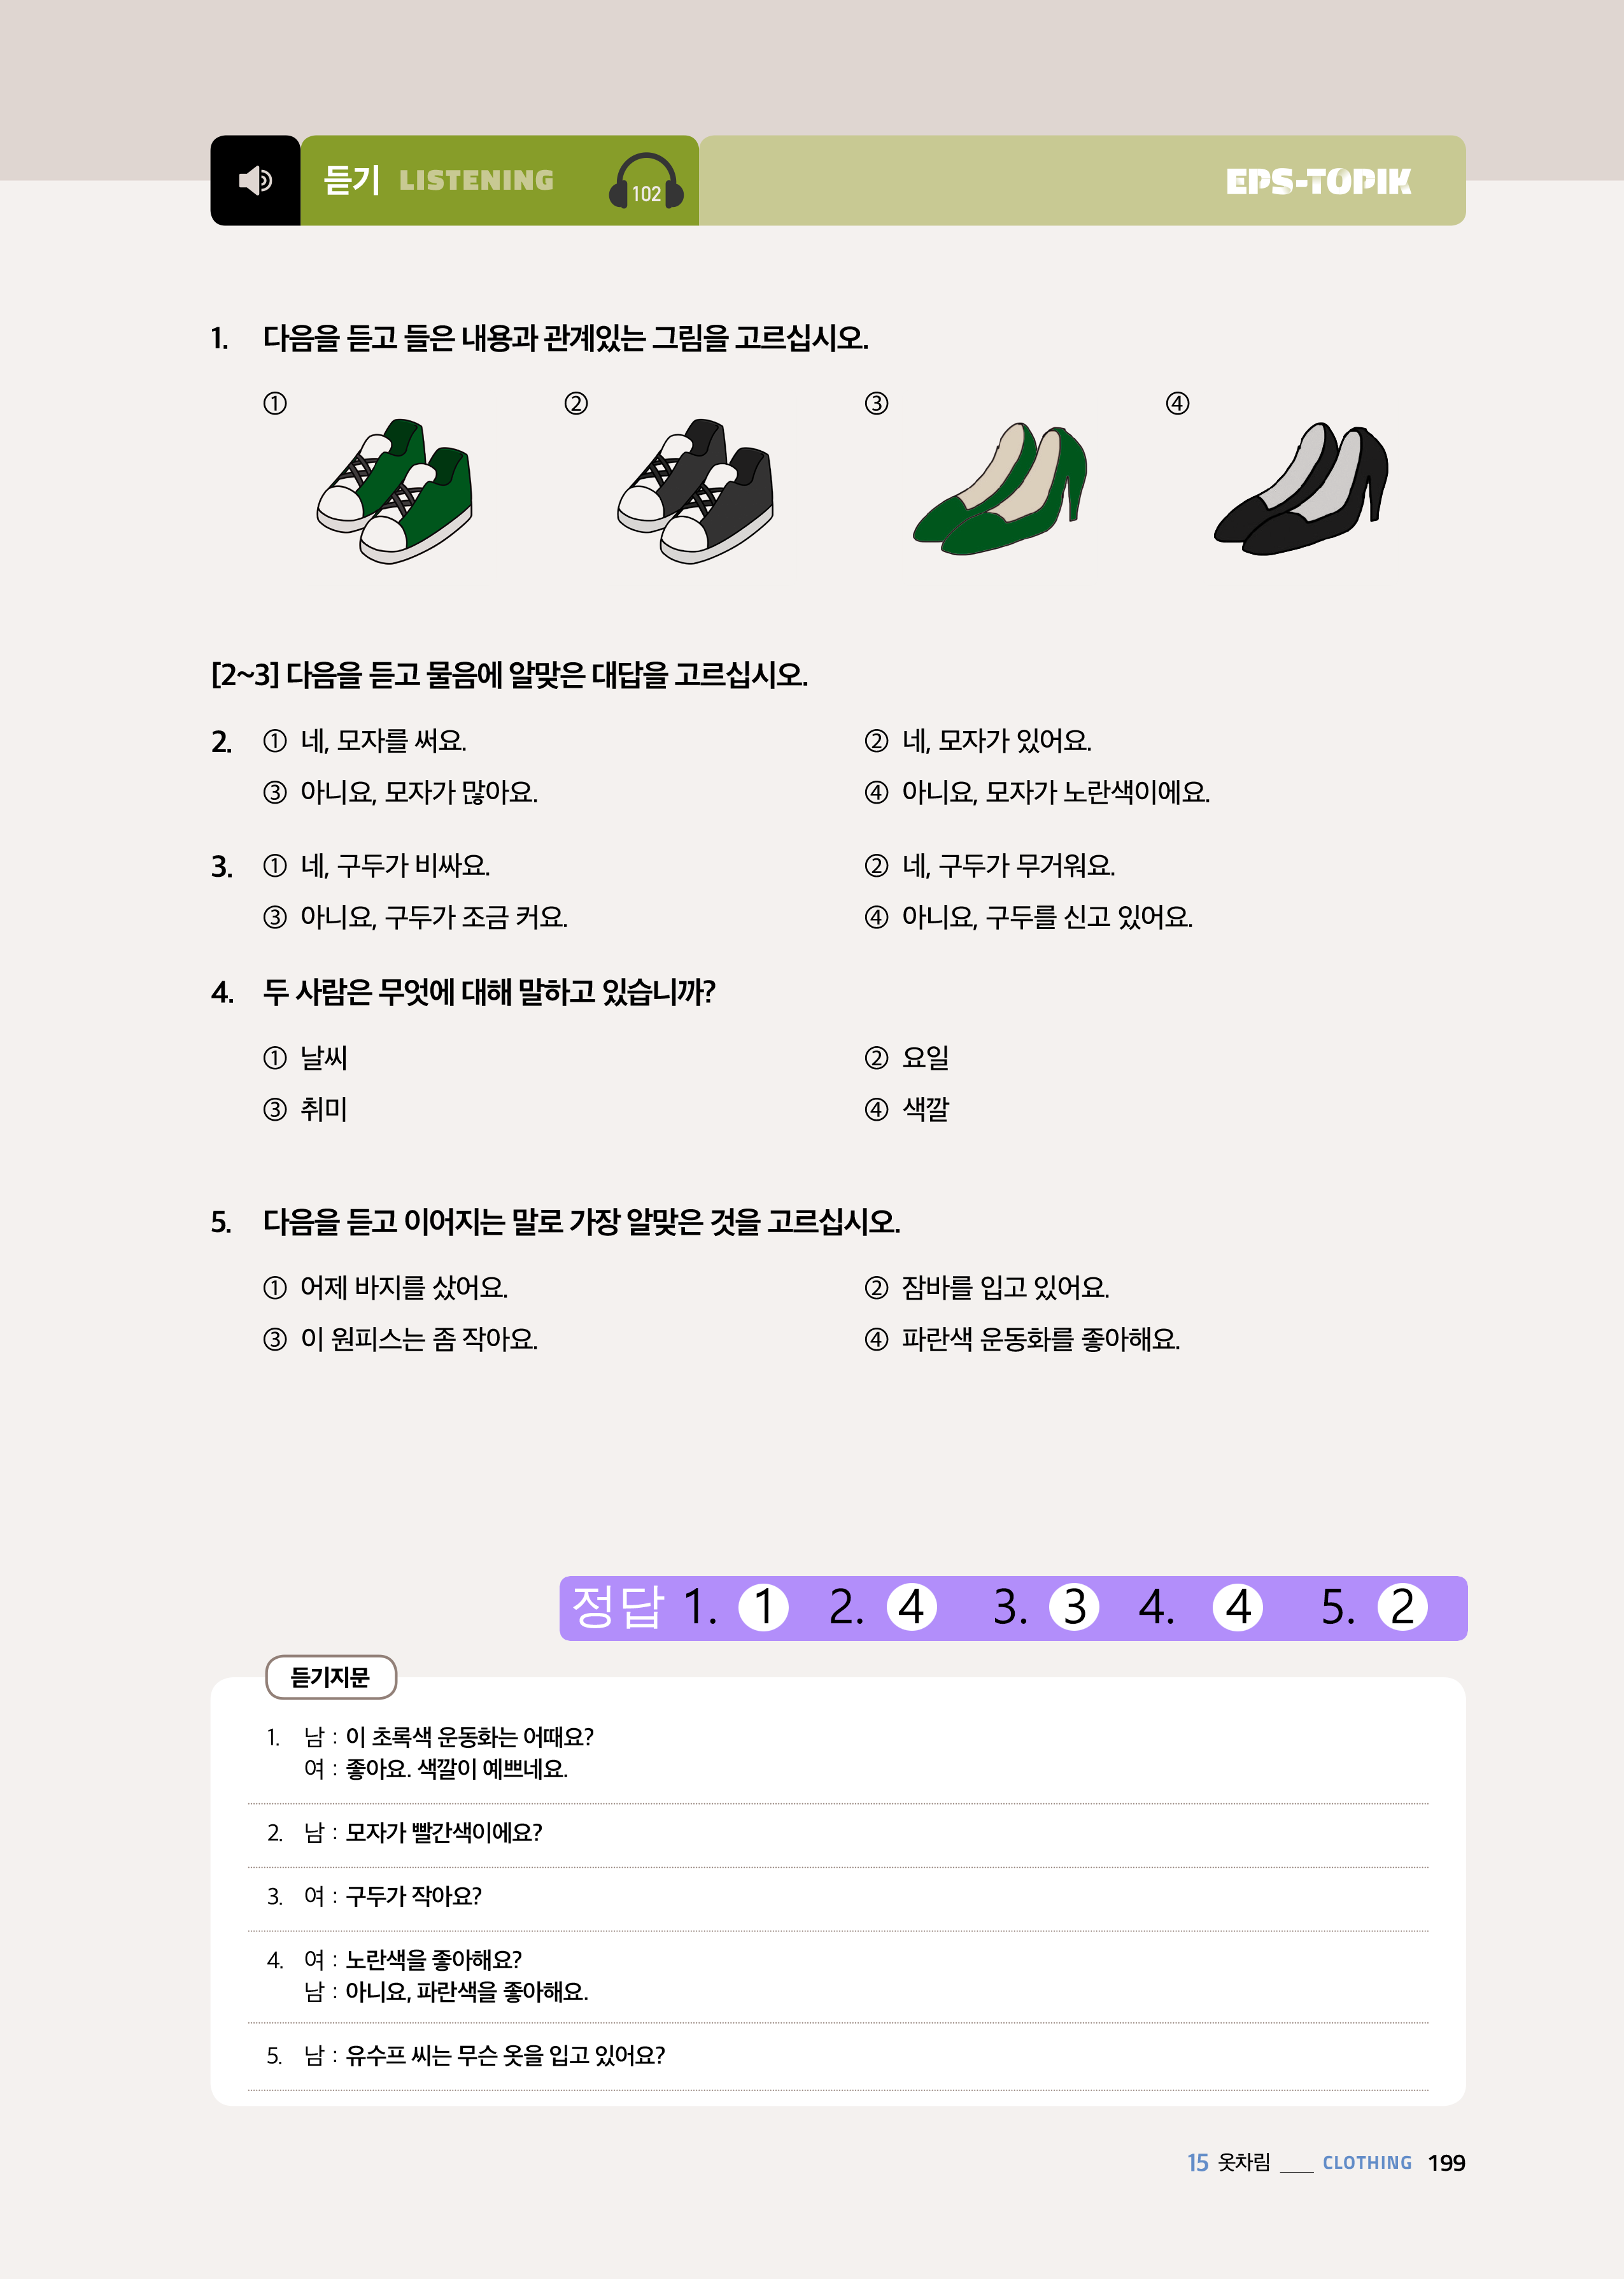 듣기 LISTENING 102 EPS-TOPIK
1. 다음을 듣고 들은 내용과 관계있는 그림을 고르십시오.
① ② ③ ④
[2~3] 다음을 듣고 물음에 알맞은 대답을 고르십시오.
2. ① 네, 모자를 써요. ② 네, 모자가 있어요.
③ 아니요, 모자가 많아요. ④ 아니요, 모자가 노란색이에요.
3. ① 네, 구두가 비싸요. ② 네, 구두가 무거워요.
③ 아니요, 구두가 조금 커요. ④ 아니요, 구두를 신고 있어요.
4. 두 사람은 무엇에 대해 말하고 있습니까?
① 날씨 ② 요일
③ 취미 ④ 색깔
5. 다음을 듣고 이어지는 말로 가장 알맞은 것을 고르십시오.
① 어제 바지를 샀어요. ② 잠바를 입고 있어요.
③ 이 원피스는 좀 작아요. ④ 파란색 운동화를 좋아해요.
정답 1. 1 2. 4 3. 3 4. 4 5. 2
듣기지문
1. 남 : 이 초록색 운동화는 어때요?
여 : 좋아요. 색깔이 예쁘네요.
2. 남 : 모자가 빨간색이에요?
3. 여 : 구두가 작아요?
4. 여 : 노란색을 좋아해요?
남 : 아니요, 파란색을 좋아해요.
5. 남 : 유수프 씨는 무슨 옷을 입고 있어요?
15 옷차림 ___ CLOTHING 199